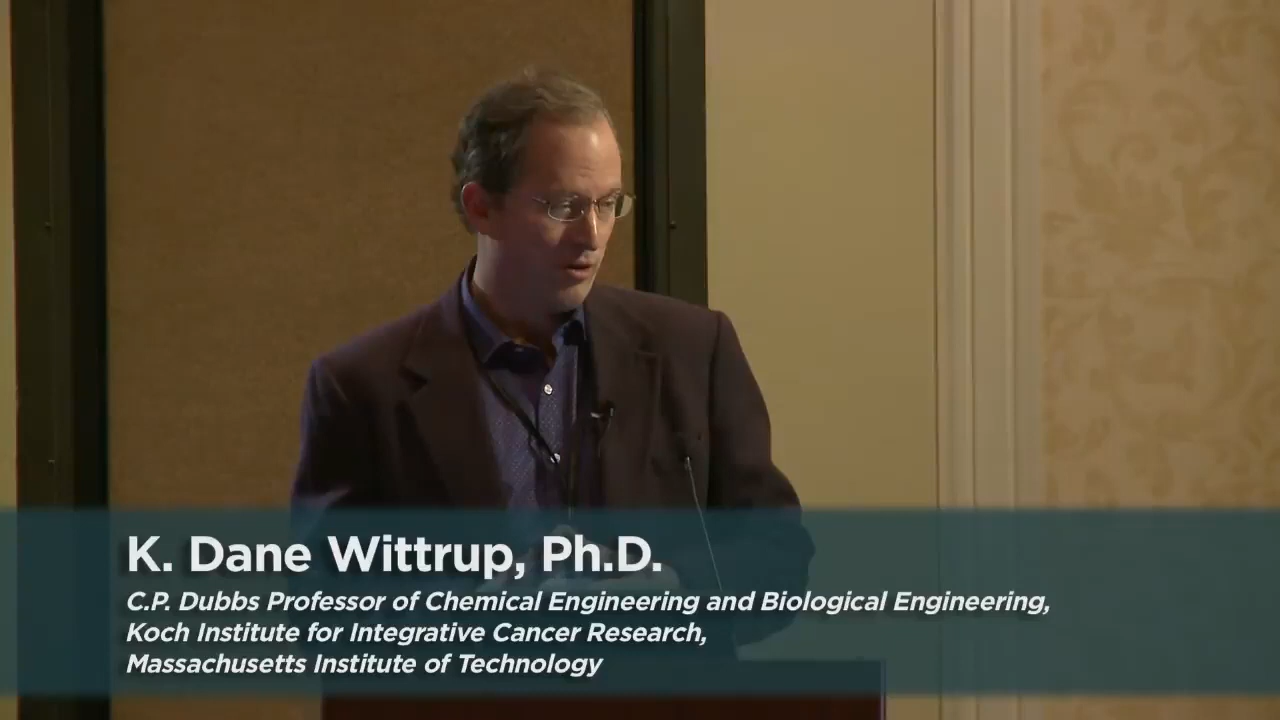 K. Dane Wittrup, Ph.D.
C.P. Dubbs Professor of Chemical Engineering and Biological Engineering,
Koch Institute for Integrative Cancer Research,
Massachusetts Institute of Technology